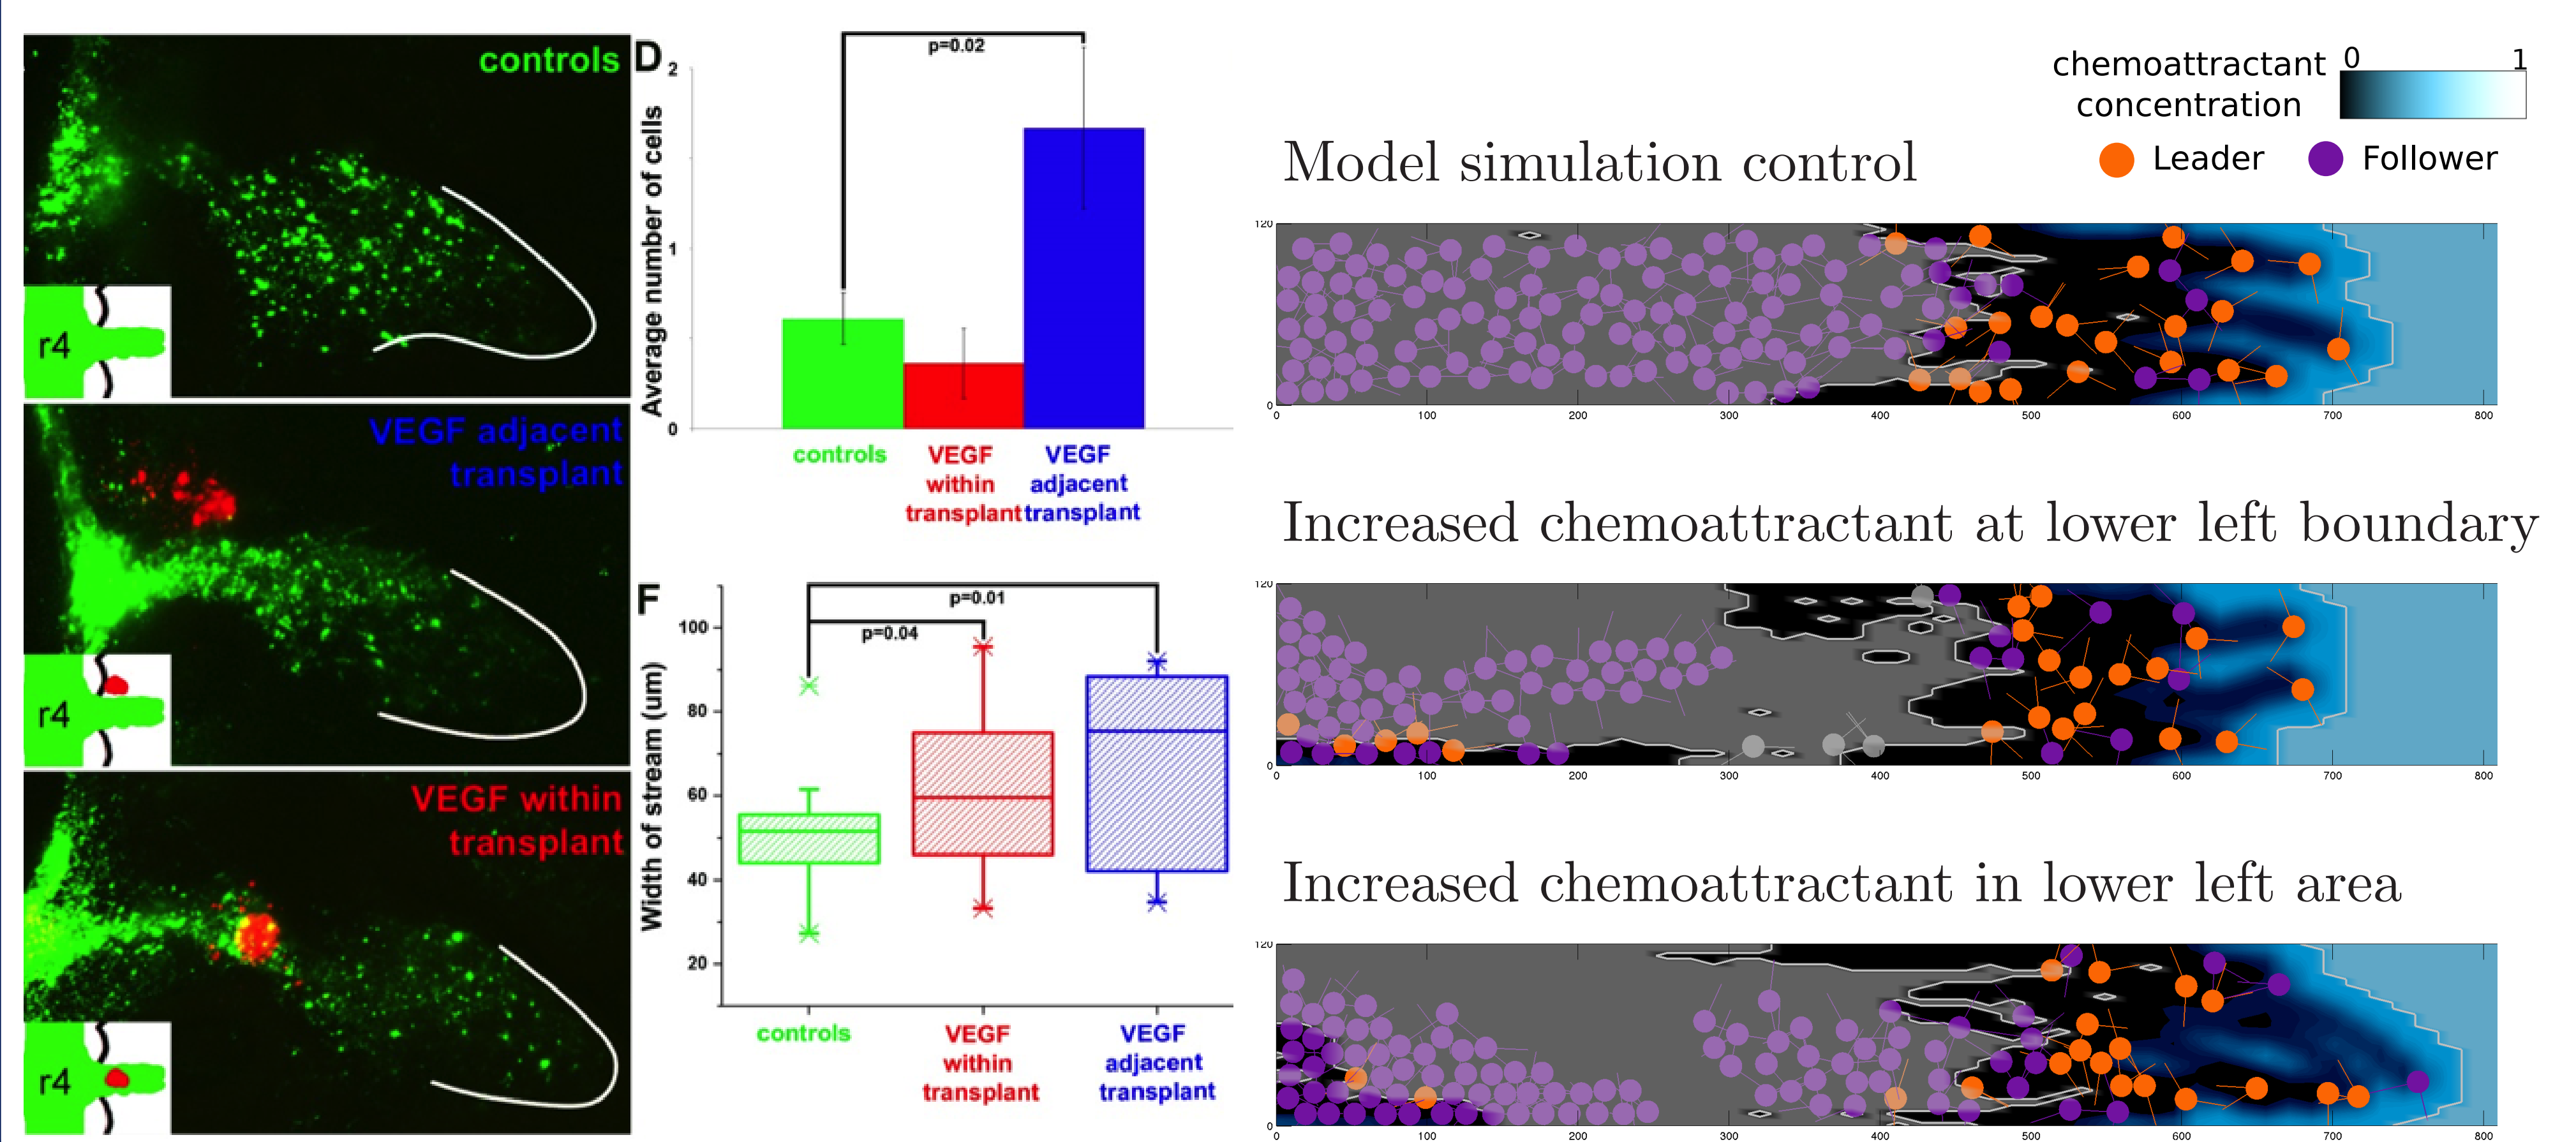 controls
r4
VEGF adjacent
transplant
r4
VEGF within
transplant
r4
D
p=0.02
2
1
0
Average number of cells
controls
VEGF
within
transplant
VEGF
adjacent
transplant
F
p=0.01
p=0.04
100
80
60
40
20
Width of stream (um)
controls
VEGF
within
transplant
VEGF
adjacent
transplant
chemoattractant
concentration
0
1
Leader
Follower
Model simulation control
120
0
0 100 200 300 400 500 600 700 800
Increased chemoattractant at lower left boundary
120
0
0 100 200 300 400 500 600 700 800
Increased chemoattractant in lower left area
120
0
0 100 200 300 400 500 600 700 800